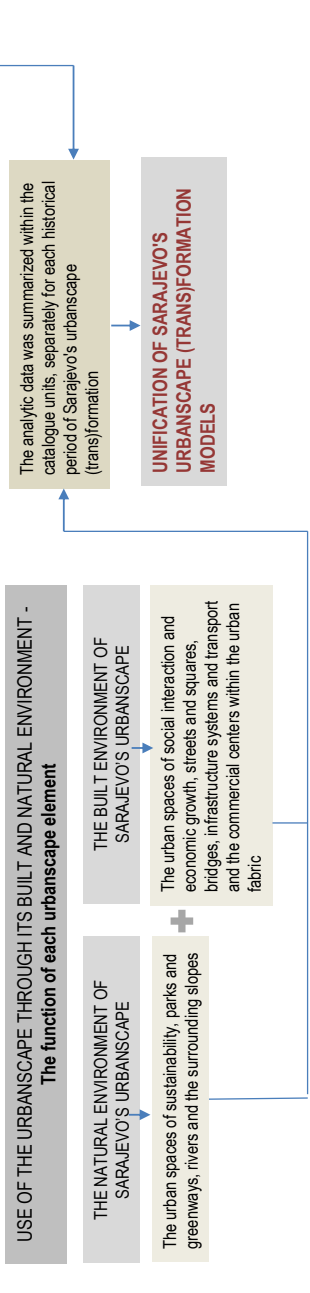 USE OF THE URBANSCAPE THROUGH ITS BUILT AND NATURAL ENVIRONMENT -
The function of each urbanscape element
THE NATURAL ENVIRONMENT OF
SARAJEVO'S URBANSCAPE
The urban spaces of sustainability, parks and
greenways, rivers and the surrounding slopes
THE BUILT ENVIRONMENT OF
SARAJEVO'S URBANSCAPE
The urban spaces of social interaction and
economic growth, streets and squares,
bridges, infrastructure systems and transport
and the commercial centers within the urban
fabric
The analytic data was summarized within the
catalogue units, separately for each historical
period of Sarajevo's urbanscape
(trans)formation
UNIFICATION OF SARAJEVO'S
URBANSCAPE (TRANS)FORMATION
MODELS